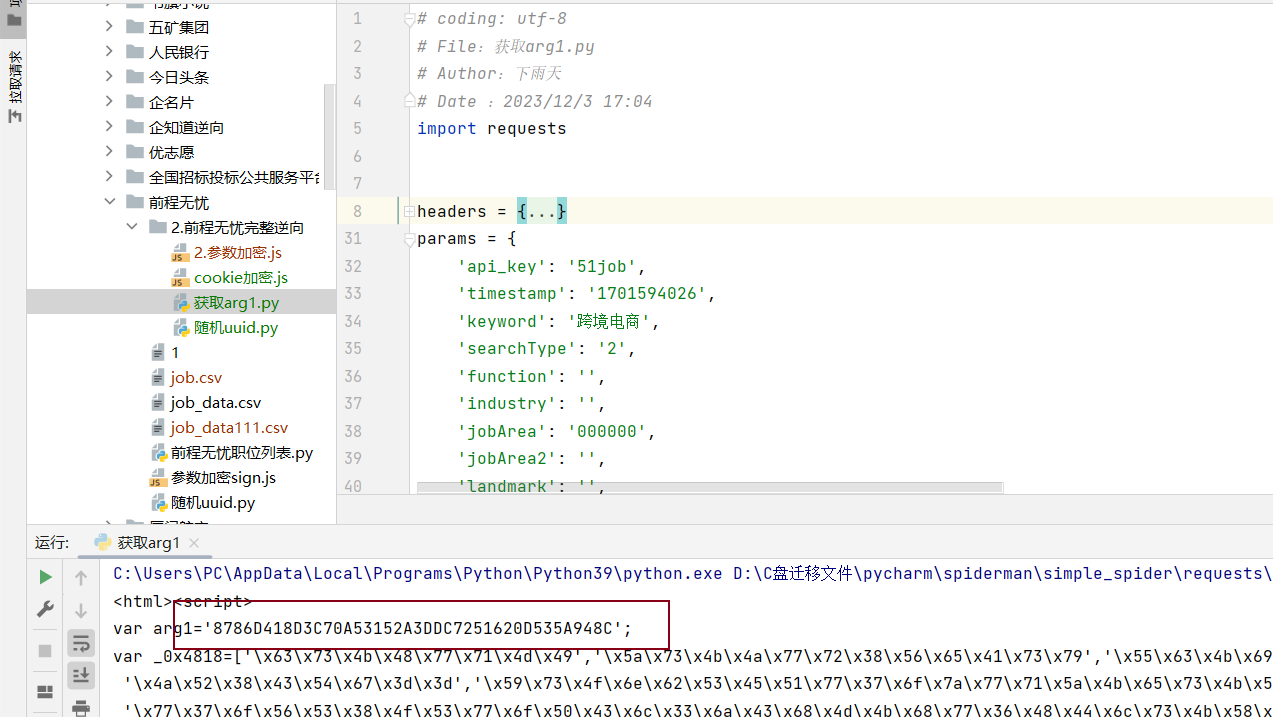 五矿集团
人民银行
今日头条
企名片
企知道逆向
优志愿
全国招标投标公共服务平台
前程无忧
2.前程无忧完整逆向
2.参数加密.js
cookie加密.js
获取arg1.py
随机uuid.py
1
job.csv
job_data.csv
job_data111.csv
前程无忧职位列表.py
参数加密sign.js
随机uuid.py
拉取请求
1 # coding: utf-8
2 # File：获取arg1.py
3 # Author：下雨天
4 # Date ：2023/12/3 17:04
5 import requests
6
7
8 headers = {...}
31 params = {
32 'api_key': '51job',
33 'timestamp': '1701594026',
34 'keyword': '跨境电商',
35 'searchType': '2',
36 'function': '',
37 'industry': '',
38 'jobArea': '000000',
39 'jobArea2': '',
40 'landmark': '',
运行: 获取arg1
C:\Users\PC\AppData\Local\Programs\Python\Python39\python.exe D:\C盘迁移文件\pycharm\spiderman\simple_spider\requests\
<html><script>
var arg1='8786D418D3C70A53152A3DDC7251620D535A948C';
var _0x4818=['\x63\x73\x4b\x48\x77\x71\x4d\x49','\x5a\x73\x4b\x4a\x77\x72\x38\x56\x65\x41\x73\x79','\x55\x63\x4b\x69
'\x4a\x52\x38\x43\x54\x67\x3d\x3d','\x59\x73\x4f\x6e\x62\x53\x45\x51\x77\x37\x6f\x7a\x77\x71\x5a\x4b\x65\x73\x4b\x5
'\x77\x37\x6f\x56\x53\x38\x4f\x53\x77\x6f\x50\x43\x6c\x33\x6a\x43\x68\x4d\x4b\x68\x77\x36\x48\x44\x6c\x73\x4b\x58\x